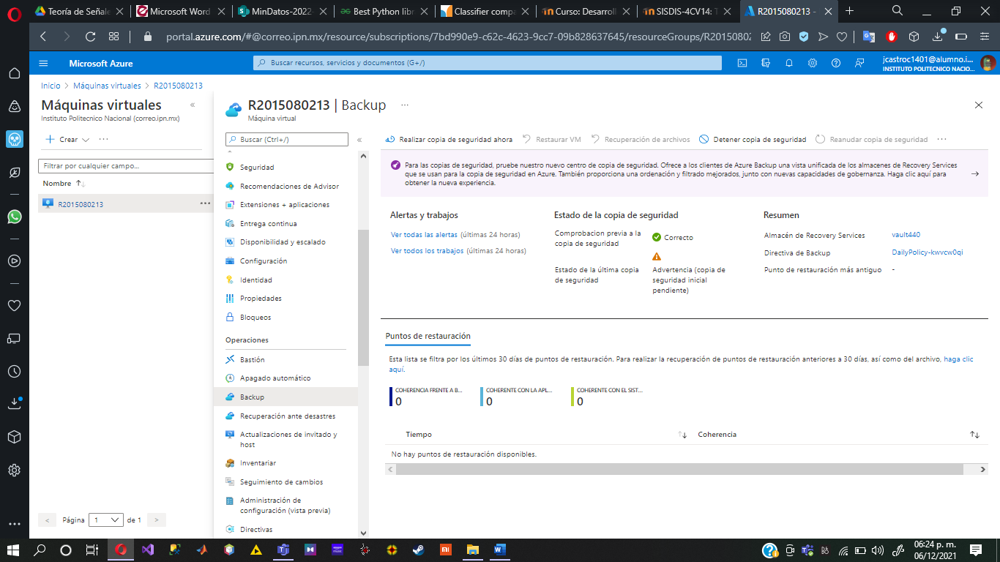 Teoría de Señale
Microsoft Word
MinDatos-2022-
Best Python libr
Classifier compa
Curso: Desarroll
SISDIS-4CV14: T
R2015080213 -
portal.azure.com/#@correo.ipn.mx/resource/subscriptions/7bd990e9-c62c-4623-9cc7-09b828637645/resourceGroups/R2015080
Microsoft Azure
Buscar recursos, servicios y documentos (G+/)
jcastroc1401@alumno.i...
INSTITUTO POLITECNICO NACIO...
Inicio > Máquinas virtuales > R2015080213
Máquinas virtuales
Instituto Politecnico Nacional (correo.ipn.mx)
Crear
Filtrar por cualquier campo...
Nombre
R2015080213
Página 1 de 1
R2015080213 | Backup
Máquina virtual
Buscar (Ctrl+/)
Seguridad
Recomendaciones de Advisor
Extensiones + aplicaciones
Entrega continua
Disponibilidad y escalado
Configuración
Identidad
Propiedades
Bloqueos
Operaciones
Bastión
Apagado automático
Backup
Recuperación ante desastres
Actualizaciones de invitado y
host
Inventariar
Seguimiento de cambios
Administración de
configuración (vista previa)
Directivas
Realizar copia de seguridad ahora
Restaurar VM
Recuperación de archivos
Detener copia de seguridad
Reanudar copia de seguridad
Para las copias de seguridad, pruebe nuestro nuevo centro de copia de seguridad. Ofrece a los clientes de Azure Backup una vista unificada de los almacenes de Recovery Services
que se usan para la copia de seguridad en Azure. También proporciona una ordenación y filtrado mejorados, junto con nuevas capacidades de gobernanza. Haga clic aquí para
obtener la nueva experiencia.
Alertas y trabajos
Ver todas las alertas (últimas 24 horas)
Ver todos los trabajos (últimas 24 horas)
Estado de la copia de seguridad
Comprobacion previa a la
copia de seguridad
Correcto
Estado de la última copia
de seguridad
Advertencia (copia de
seguridad inicial
pendiente)
Resumen
Almacén de Recovery Services
vault440
Directiva de Backup
DailyPolicy-kwvcw0qi
Punto de restauración más antiguo
-
Puntos de restauración
Esta lista se filtra por los últimos 30 días de puntos de restauración. Para realizar la recuperación de puntos de restauración anteriores a 30 días, así como del archivo, haga clic
aquí.
COHERENCIA FRENTE A B...
0
COHERENTE CON LA APL...
0
COHERENTE CON EL SIST...
0
Tiempo
Coherencia
No hay puntos de restauración disponibles.
06:24 p. m.
06/12/2021